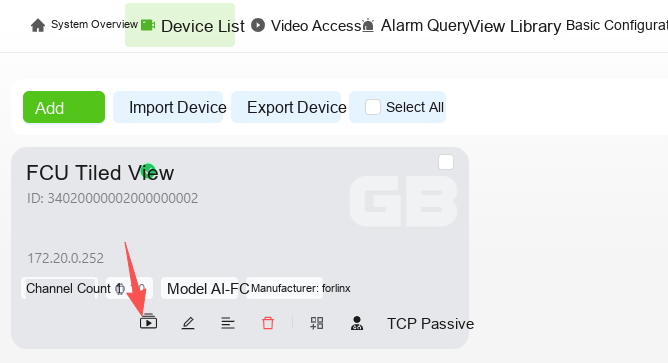 System Overview Device List Video Access Alarm Query View Library Basic Configurat
Add Import Device Export Device Select All
FCU Tiled View
ID: 34020000002000000002
GB
172.20.0.252
Channel Count 1 Model AI-FC Manufacturer: forlinx
TCP Passive